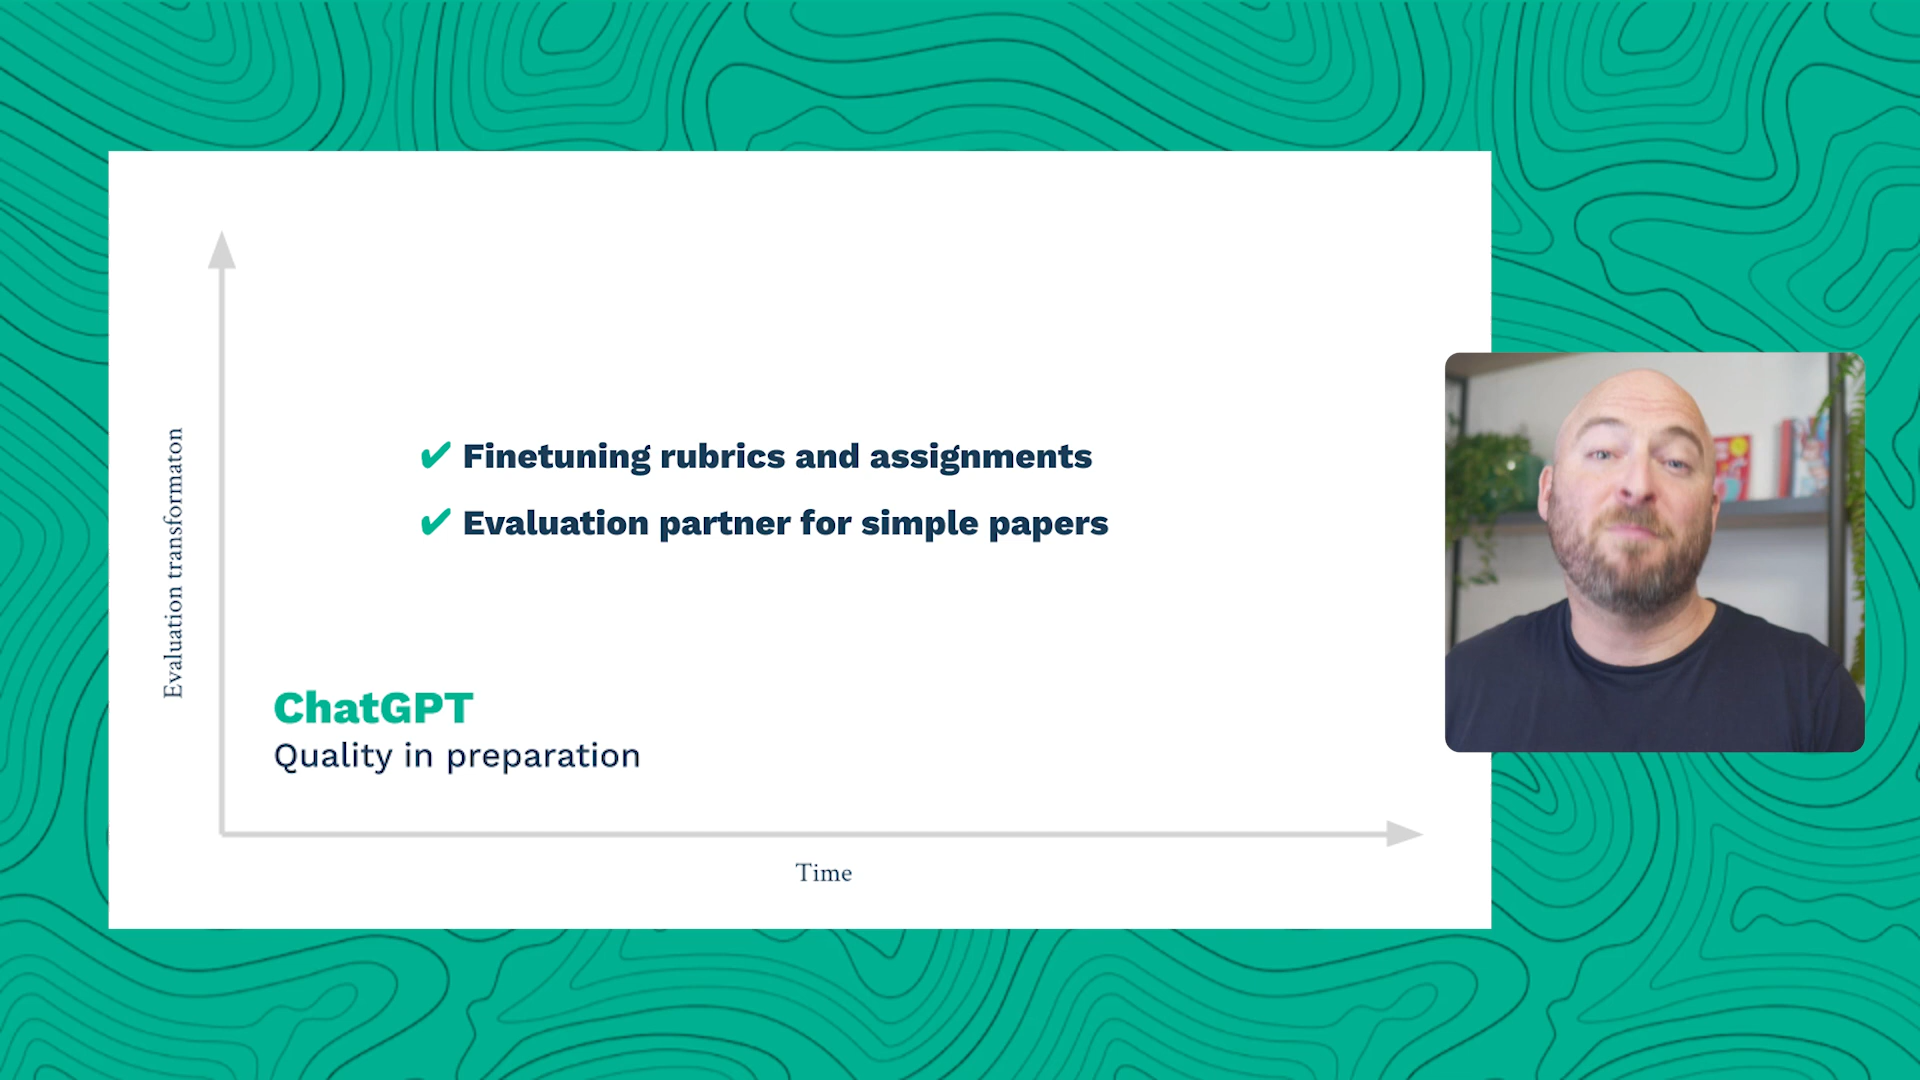 Finetuning rubrics and assignments
Evaluation partner for simple papers
Evaluation transformaton
ChatGPT
Quality in preparation
Time